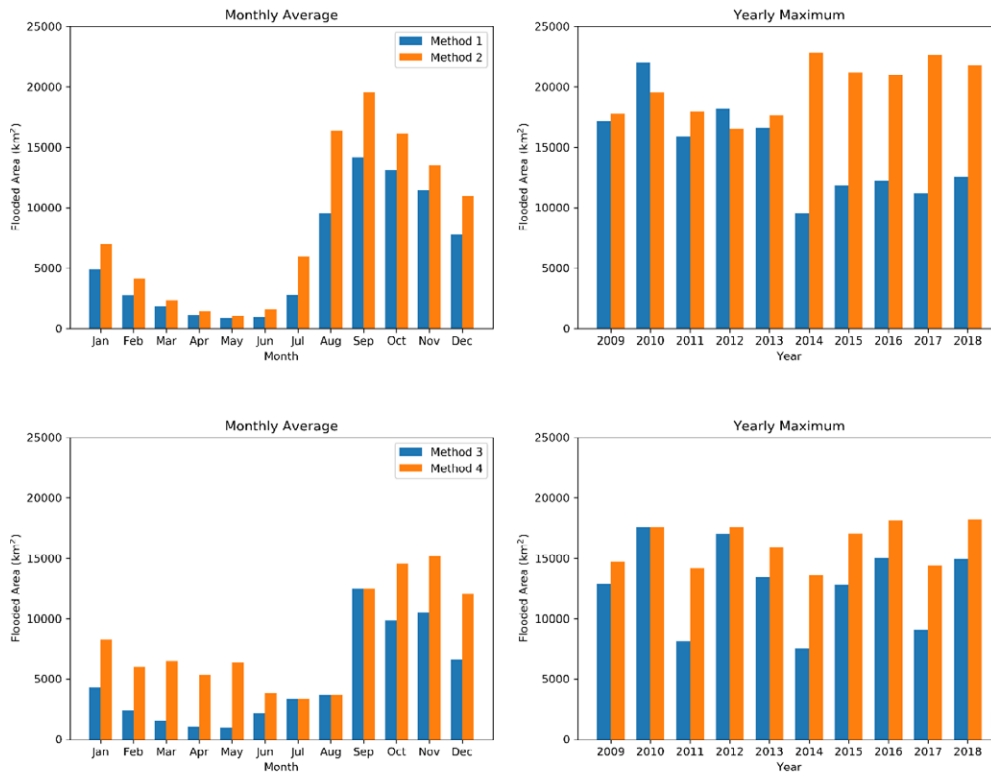 Monthly Average
25000
20000
15000
10000
5000
0
Flooded Area (km²)
Method 1
Method 2
Jan Feb Mar Apr May Jun Jul Aug Sep Oct Nov Dec
Month
Yearly Maximum
25000
20000
15000
10000
5000
0
Flooded Area (km²)
2009 2010 2011 2012 2013 2014 2015 2016 2017 2018
Year
Monthly Average
25000
20000
15000
10000
5000
0
Flooded Area (km²)
Method 3
Method 4
Jan Feb Mar Apr May Jun Jul Aug Sep Oct Nov Dec
Month
Yearly Maximum
25000
20000
15000
10000
5000
0
Flooded Area (km²)
2009 2010 2011 2012 2013 2014 2015 2016 2017 2018
Year